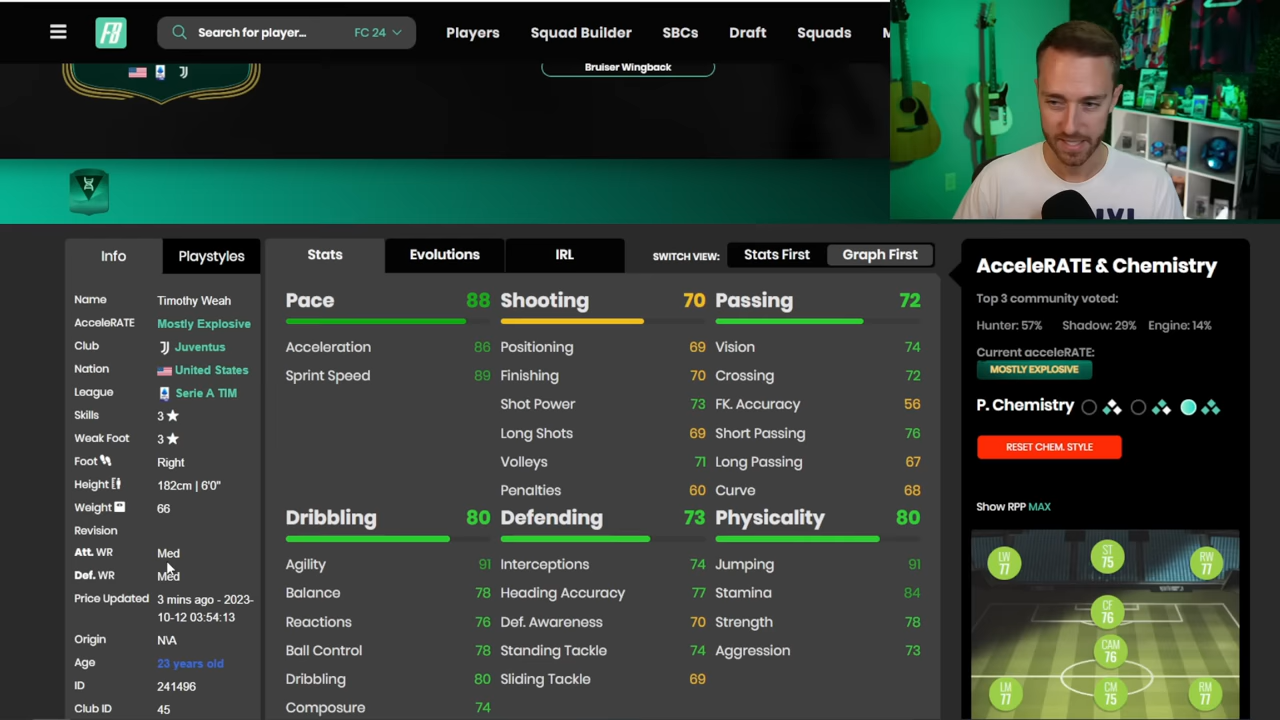 FB Search for player... FC 24 Players Squad Builder SBCs Draft Squads M
Bruiser Wingback
Info Playstyles
Name Timothy Weah
AcceleRATE Mostly Explosive
Club Juventus
Nation United States
League Serie A TIM
Skills 3
Weak Foot 3
Foot Right
Height 182cm | 6'0"
Weight 66
Revision
Att. WR Med
Def. WR Med
Price Updated 3 mins ago - 2023-
10-12 03:54:13
Origin N\A
Age 23 years old
ID 241496
Club ID 45
Stats Evolutions IRL SWITCH VIEW: Stats First Graph First
Pace 88
Acceleration 86
Sprint Speed 89
Shooting 70
Positioning 69
Finishing 70
Shot Power 73
Long Shots 69
Volleys 71
Penalties 60
Passing 72
Vision 74
Crossing 72
FK. Accuracy 56
Short Passing 76
Long Passing 67
Curve 68
Dribbling 80
Agility 91
Balance 78
Reactions 76
Ball Control 78
Dribbling 80
Composure 74
Defending 73
Interceptions 74
Heading Accuracy 77
Def. Awareness 70
Standing Tackle 74
Sliding Tackle 69
Physicality 80
Jumping 91
Stamina 84
Strength 78
Aggression 73
AcceleRATE & Chemistry
Top 3 community voted:
Hunter: 57% Shadow: 29% Engine: 14%
Current acceleRATE:
MOSTLY EXPLOSIVE
P. Chemistry
RESET CHEM. STYLE
Show RPP MAX
LW
77
ST
75
RW
77
CF
76
CAM
76
LM
77
CM
75
RM
77